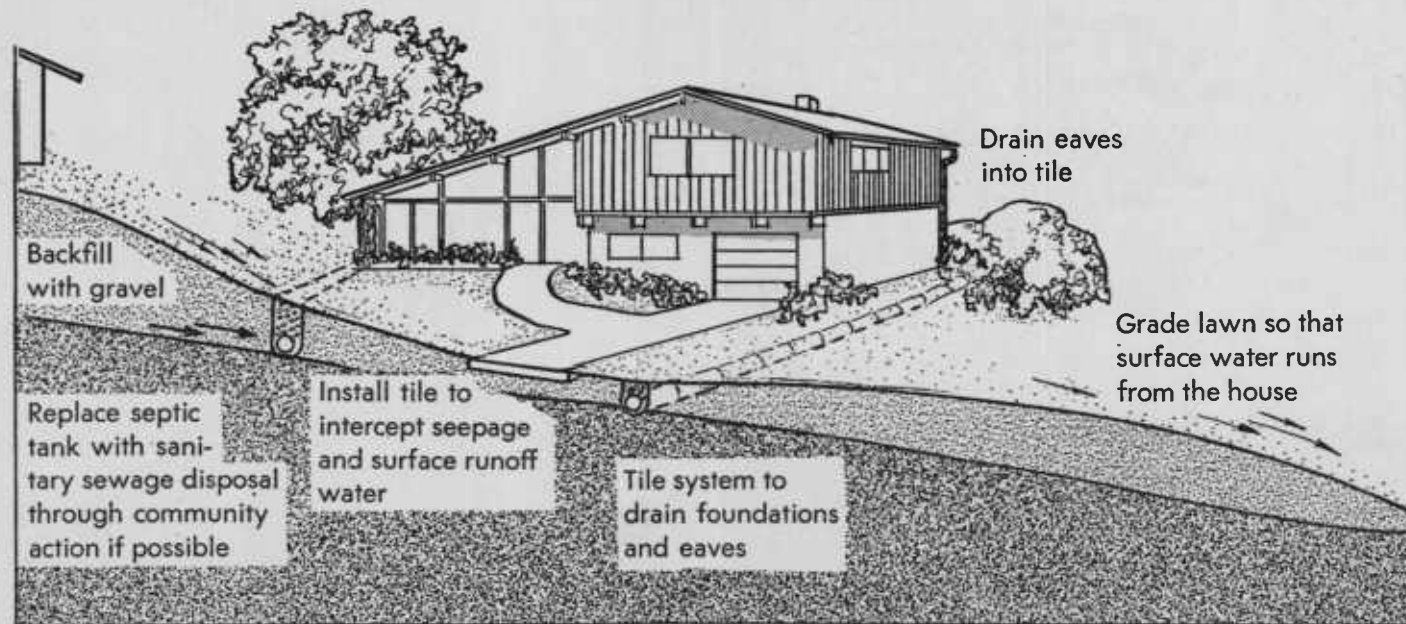 Drain eaves
into tile
Backfill
with gravel
Grade lawn so that
surface water runs
from the house
Replace septic
tank with sani-
tary sewage disposal
through community
action if possible
Install tile to
intercept seepage
and surface runoff
water
Tile system to
drain foundations
and eaves